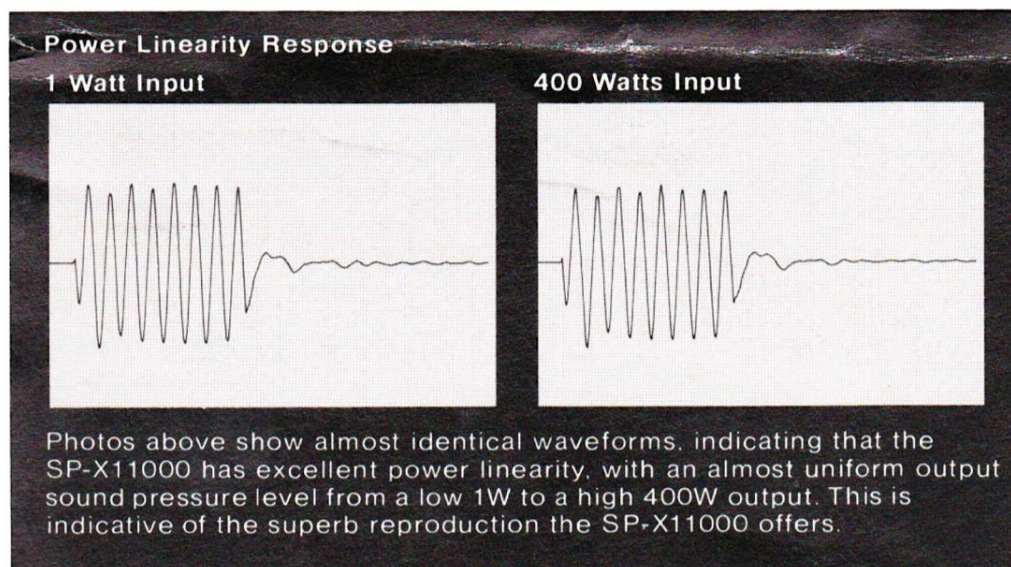 Power Linearity Response
1 Watt Input
400 Watts Input
Photos above show almost identical waveforms, indicating that the
SP-X11000 has excellent power linearity, with an almost uniform output
sound pressure level from a low 1W to a high 400W output. This is
indicative of the superb reproduction the SP-X11000 offers.